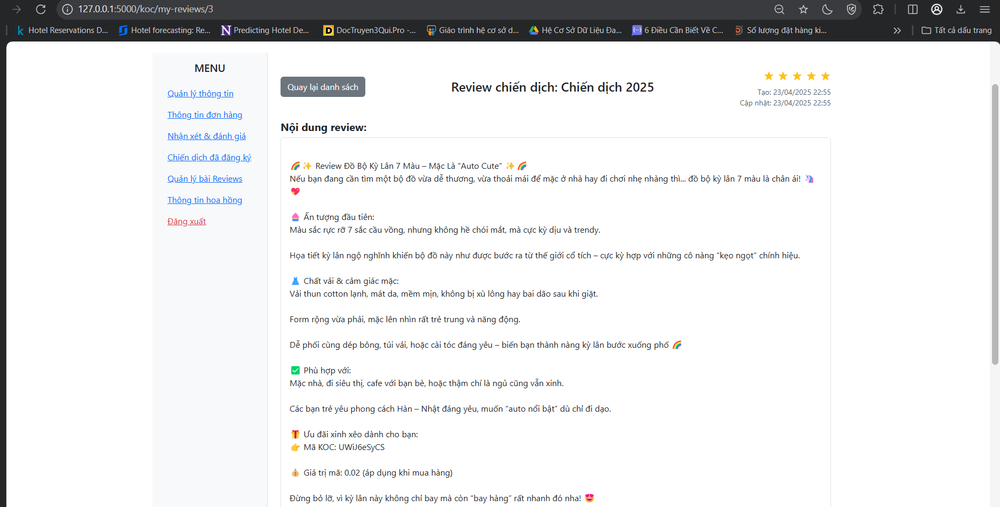 127.0.0.1:5000/koc/my-reviews/3
Hotel Reservations D...
Hotel forecasting: Re...
Predicting Hotel De...
DocTruyen3Qui.Pro -...
Giáo trình hệ cơ sở d...
Hệ Cơ Sở Dữ Liệu Đa...
6 Điều Cần Biết Về C...
Số lượng đặt hàng ki...
Tất cả dấu trang
MENU
Quản lý thông tin
Thông tin đơn hàng
Nhận xét & đánh giá
Chiến dịch đã đăng ký
Quản lý bài Reviews
Thông tin hoa hồng
Đăng xuất
Quay lại danh sách
Review chiến dịch: Chiến dịch 2025
★ ★ ★ ★ ★
Tạo: 23/04/2025 22:55
Cập nhật: 23/04/2025 22:55
Nội dung review:
🌈✨ Review Đồ Bộ Kỳ Lân 7 Màu – Mặc Là “Auto Cute” ✨🌈
Nếu bạn đang cần tìm một bộ đồ vừa dễ thương, vừa thoải mái để mặc ở nhà hay đi chơi nhẹ nhàng thì... đồ bộ kỳ lân 7 màu là chân ái! 🦄
💖
🧁 Ấn tượng đầu tiên:
Màu sắc rực rỡ 7 sắc cầu vồng, nhưng không hề chói mắt, mà cực kỳ dịu và trendy.
Họa tiết kỳ lân ngộ nghĩnh khiến bộ đồ này như được bước ra từ thế giới cổ tích – cực kỳ hợp với những cô nàng “kẹo ngọt” chính hiệu.
👗 Chất vải & cảm giác mặc:
Vải thun cotton lạnh, mát da, mềm mịn, không bị xù lông hay bai dão sau khi giặt.
Form rộng vừa phải, mặc lên nhìn rất trẻ trung và năng động.
Dễ phối cùng dép bông, túi vải, hoặc cài tóc đáng yêu – biến bạn thành nàng kỳ lân bước xuống phố 🌈
✅ Phù hợp với:
Mặc nhà, đi siêu thị, cafe với bạn bè, hoặc thậm chí là ngủ cũng vẫn xinh.
Các bạn trẻ yêu phong cách Hàn – Nhật đáng yêu, muốn “auto nổi bật” dù chỉ đi dạo.
🎁 Ưu đãi xinh xẻo dành cho bạn:
👉 Mã KOC: UWiJ6eSyCS
💰 Giá trị mã: 0.02 (áp dụng khi mua hàng)
Đừng bỏ lỡ, vì kỳ lân này không chỉ bay mà còn “bay hàng” rất nhanh đó nha! 😍